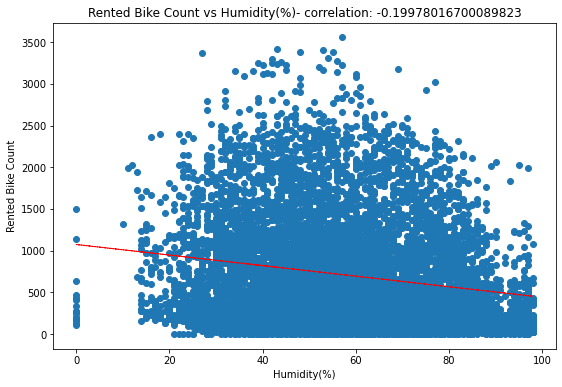 Rented Bike Count vs Humidity(%)- correlation: -0.19978016700089823
3500
3000
2500
2000
1500
1000
500
0
Rented Bike Count
0 20 40 60 80 100
Humidity(%)